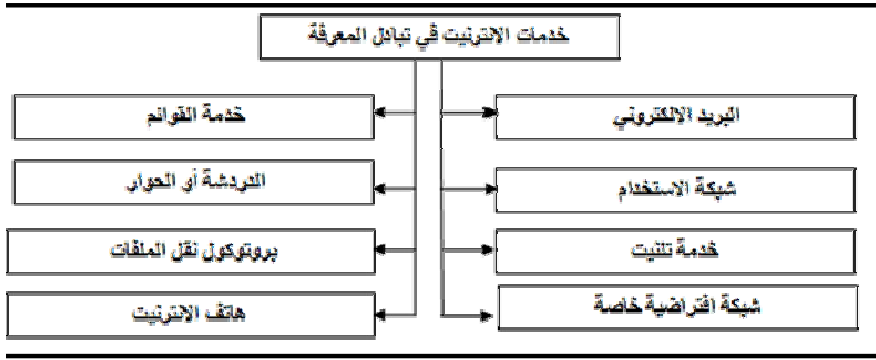 خدمات الانترنيت في تبادل المعرفة
البريد الالكتروني
خدمة القوائم
شبكة الاستخدام
الدردشة أو الحوار
خدمة تلنيت
بروتوكول نقل الملفات
شبكة افتراضية خاصة
هاتف الانترنيت